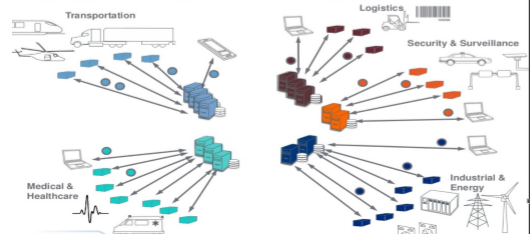 Transportation
Logistics
Security & Surveillance
Medical &
Healthcare
Industrial &
Energy